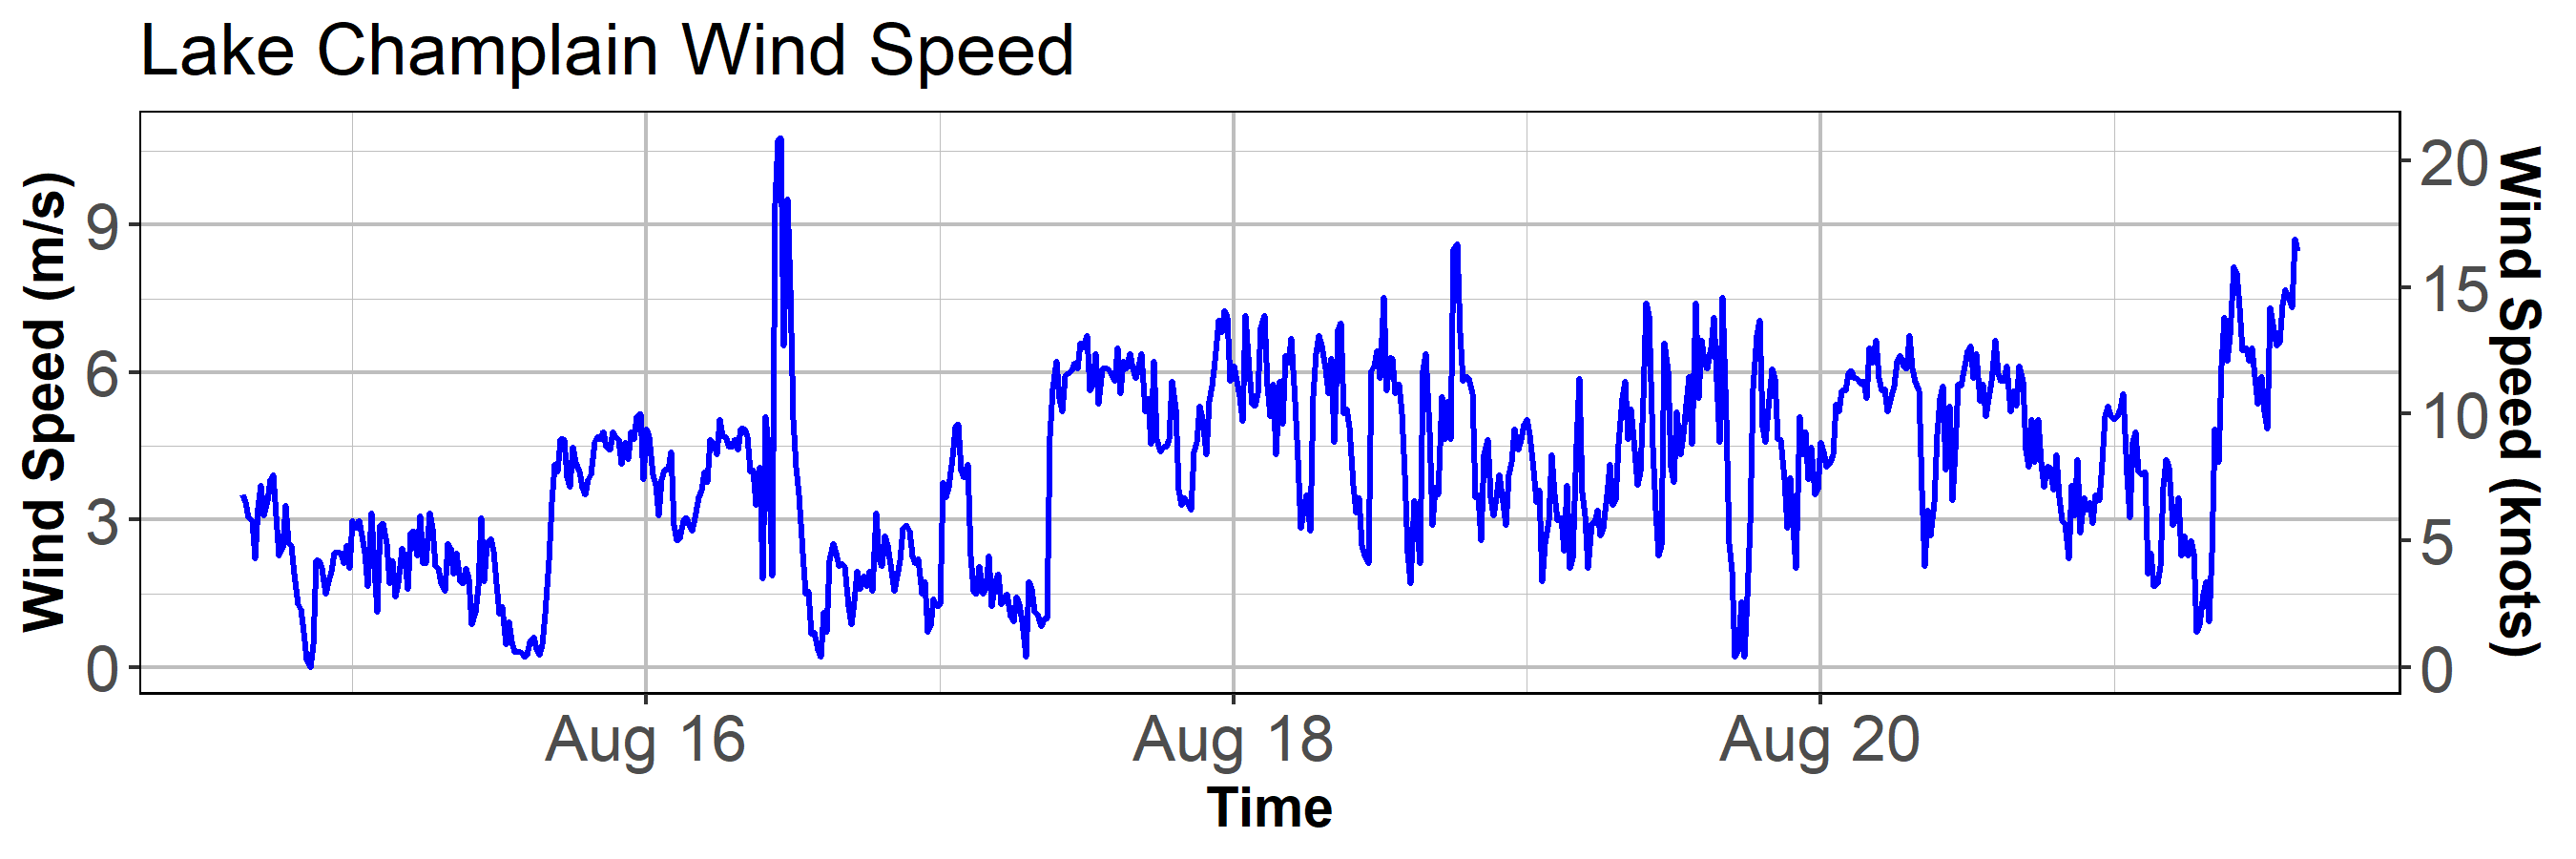 Lake Champlain Wind Speed
Wind Speed (m/s)
9
6
3
0
20
15
10
5
0
Wind Speed (knots)
Aug 16
Aug 18
Aug 20
Time